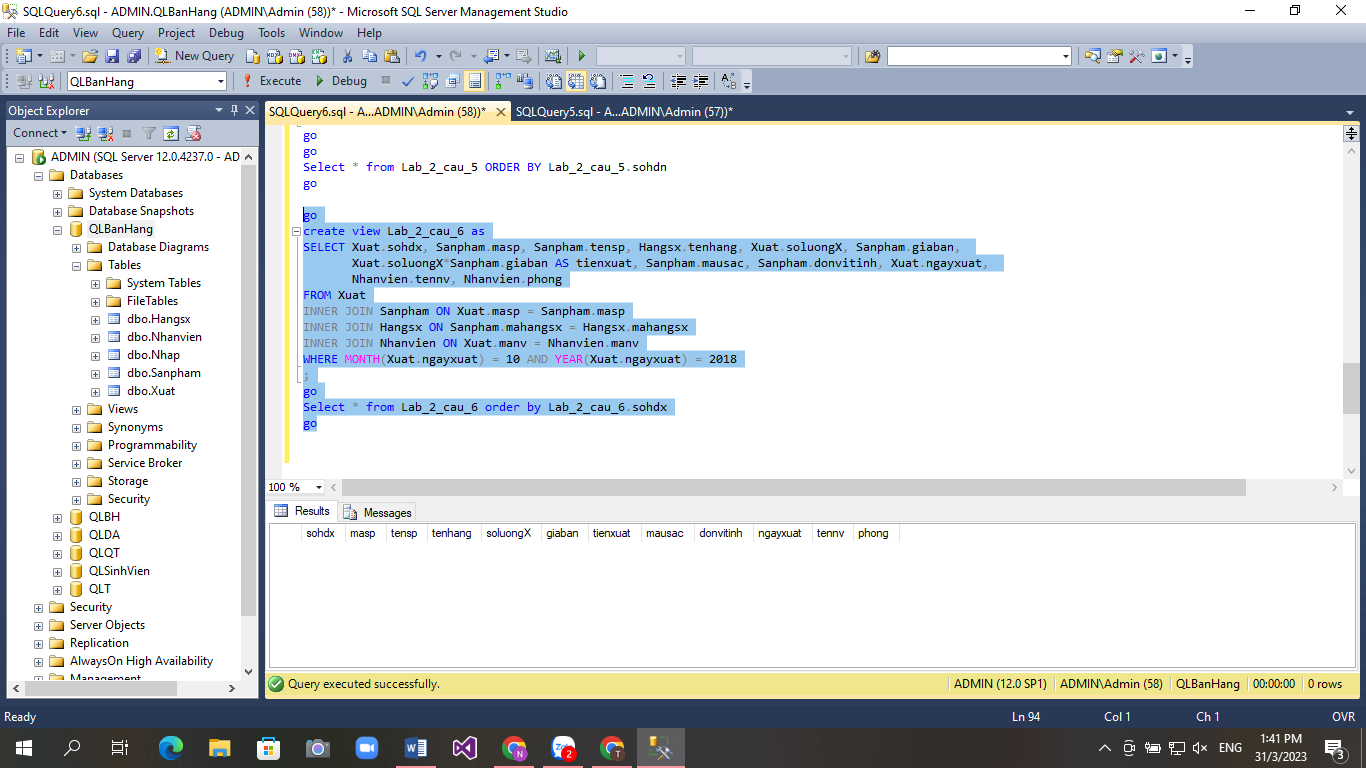 SQLQuery6.sql - ADMIN.QLBanHang (ADMIN\Admin (58))* - Microsoft SQL Server Management Studio
File Edit View Query Project Debug Tools Window Help
New Query
QLBanHang Execute Debug
Object Explorer
Connect
ADMIN (SQL Server 12.0.4237.0 - AD
Databases
System Databases
Database Snapshots
QLBanHang
Database Diagrams
Tables
System Tables
FileTables
dbo.Hangsx
dbo.Nhanvien
dbo.Nhap
dbo.Sanpham
dbo.Xuat
Views
Synonyms
Programmability
Service Broker
Storage
Security
QLBH
QLDA
QLQT
QLSinhVien
QLT
Security
Server Objects
Replication
AlwaysOn High Availability
Management
SQLQuery6.sql - A...ADMIN\Admin (58))* SQLQuery5.sql - A...ADMIN\Admin (57))*
go
go
Select * from Lab_2_cau_5 ORDER BY Lab_2_cau_5.sohdn
go
go
create view Lab_2_cau_6 as
SELECT Xuat.sohdx, Sanpham.masp, Sanpham.tensp, Hangsx.tenhang, Xuat.soluongX, Sanpham.giaban,
Xuat.soluongX*Sanpham.giaban AS tienxuat, Sanpham.mausac, Sanpham.donvitinh, Xuat.ngayxuat,
Nhanvien.tennv, Nhanvien.phong
FROM Xuat
INNER JOIN Sanpham ON Xuat.masp = Sanpham.masp
INNER JOIN Hangsx ON Sanpham.mahangsx = Hangsx.mahangsx
INNER JOIN Nhanvien ON Xuat.manv = Nhanvien.manv
WHERE MONTH(Xuat.ngayxuat) = 10 AND YEAR(Xuat.ngayxuat) = 2018
;
go
Select * from Lab_2_cau_6 order by Lab_2_cau_6.sohdx
go
100 %
Results Messages
sohdx masp tensp tenhang soluongX giaban tienxuat mausac donvitinh ngayxuat tennv phong
Query executed successfully. ADMIN (12.0 SP1) ADMIN\Admin (58) QLBanHang 00:00:00 0 rows
Ready Ln 94 Col 1 Ch 1 OVR
ENG
1:41 PM
31/3/2023
3